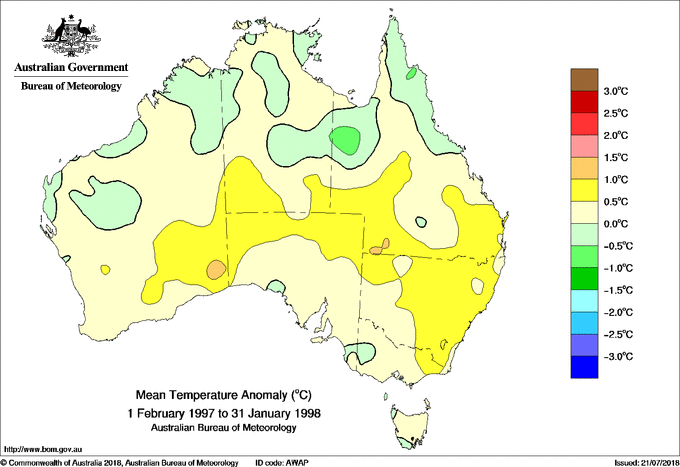 Australian Government
Bureau of Meteorology
3.0°C
2.5°C
2.0°C
1.5°C
1.0°C
0.5°C
0.0°C
-0.5°C
-1.0°C
-1.5°C
-2.0°C
-2.5°C
-3.0°C
Mean Temperature Anomaly (°C)
1 February 1997 to 31 January 1998
Australian Bureau of Meteorology
http://www.bom.gov.au
© Commonwealth of Australia 2018, Australian Bureau of Meteorology ID code: AWAP Issued: 21/07/2018